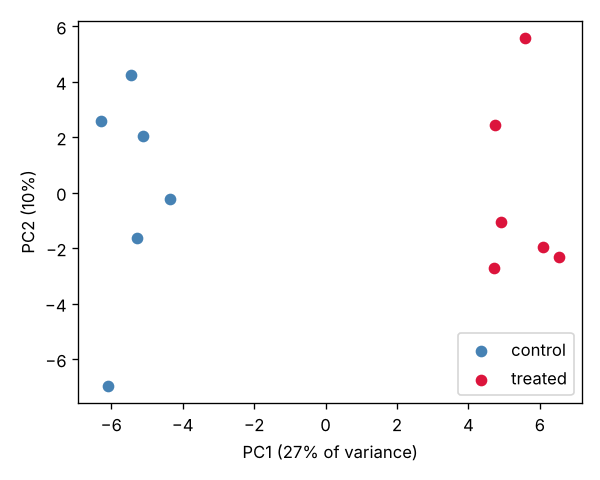 6
4
2
0
−2
−4
−6
PC2 (10%)
control
treated
−6 −4 −2 0 2 4 6
PC1 (27% of variance)